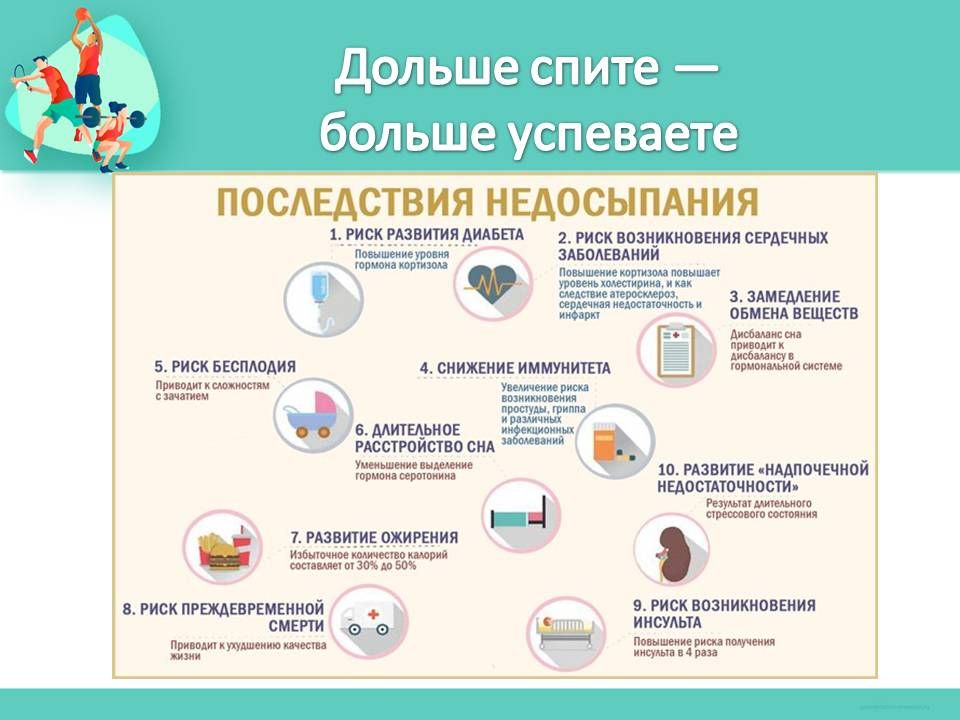 Дольше спите —
больше успеваете
ПОСЛЕДСТВИЯ НЕДОСЫПАНИЯ
1. РИСК РАЗВИТИЯ ДИАБЕТА
Повышение уровня
гормона кортизола
2. РИСК ВОЗНИКНОВЕНИЯ СЕРДЕЧНЫХ
ЗАБОЛЕВАНИЙ
Повышение кортизола повышает
уровень холестирина, и как
следствие атеросклероз,
сердечная недостаточность и
инфаркт
3. ЗАМЕДЛЕНИЕ
ОБМЕНА ВЕЩЕСТВ
Дисбаланс сна
приводит к
дисбалансу в
гормональной системе
5. РИСК БЕСПЛОДИЯ
Приводит к сложностям
с зачатием
4. СНИЖЕНИЕ ИММУНИТЕТА
Увеличение риска
возникновения
простуды, гриппа
и различных
инфекционных
заболеваний
6. ДЛИТЕЛЬНОЕ
РАССТРОЙСТВО СНА
Уменьшение выделение
гормона серотонина
10. РАЗВИТИЕ «НАДПОЧЕЧНОЙ
НЕДОСТАТОЧНОСТИ»
Результат длительного
стрессового состояния
7. РАЗВИТИЕ ОЖИРЕНИЯ
Избыточное количество калорий
составляет от 30% до 50%
8. РИСК ПРЕЖДЕВРЕМЕННОЙ
СМЕРТИ
Приводит к ухудшению качества
жизни
9. РИСК ВОЗНИКНОВЕНИЯ
ИНСУЛЬТА
Повышение риска получения
инсульта в 4 раза